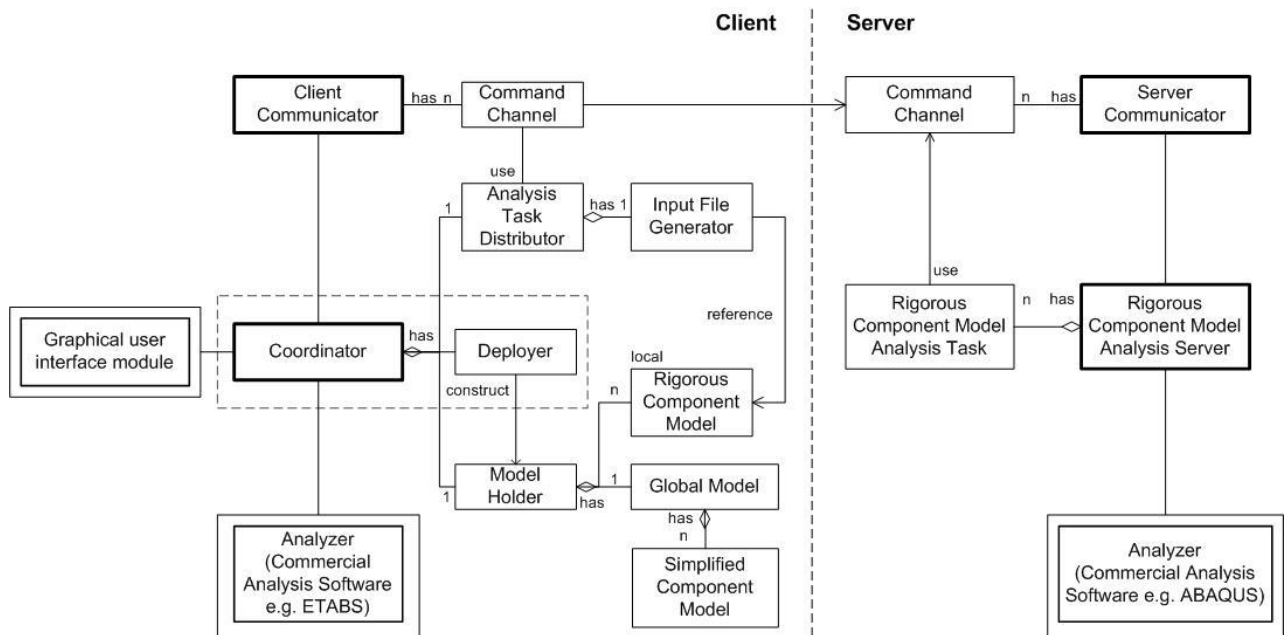 Client
Server
Client
Communicator
has n
Command
Channel
Command
Channel
n has
Server
Communicator
use
1
Analysis
Task
Distributor
has 1
Input File
Generator
reference
use
Graphical user
interface module
Coordinator
has
Deployer
construct
local
n
Rigorous
Component
Model
Rigorous
Component Model
Analysis Task
n has
Rigorous
Component Model
Analysis Server
1
Model
Holder
has
1
Global Model
has
n
Simplified
Component
Model
Analyzer
(Commercial
Analysis Software
e.g. ETABS)
Analyzer
(Commercial Analysis
Software e.g. ABAQUS)